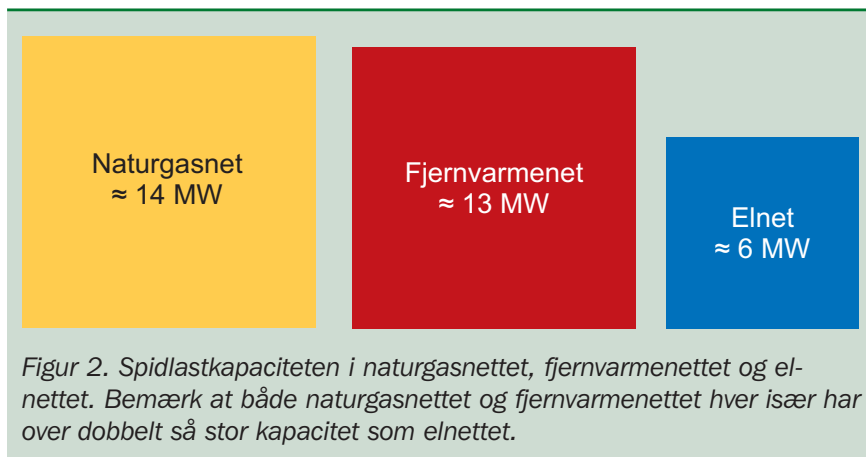 Naturgasnet
≈ 14 MW
Fjernvarmenet
≈ 13 MW
Elnet
≈ 6 MW
Figur 2. Spidlastkapaciteten i naturgasnettet, fjernvarmenettet og el-
nettet. Bemærk at både naturgasnettet og fjernvarmenettet hver især har
over dobbelt så stor kapacitet som elnettet.